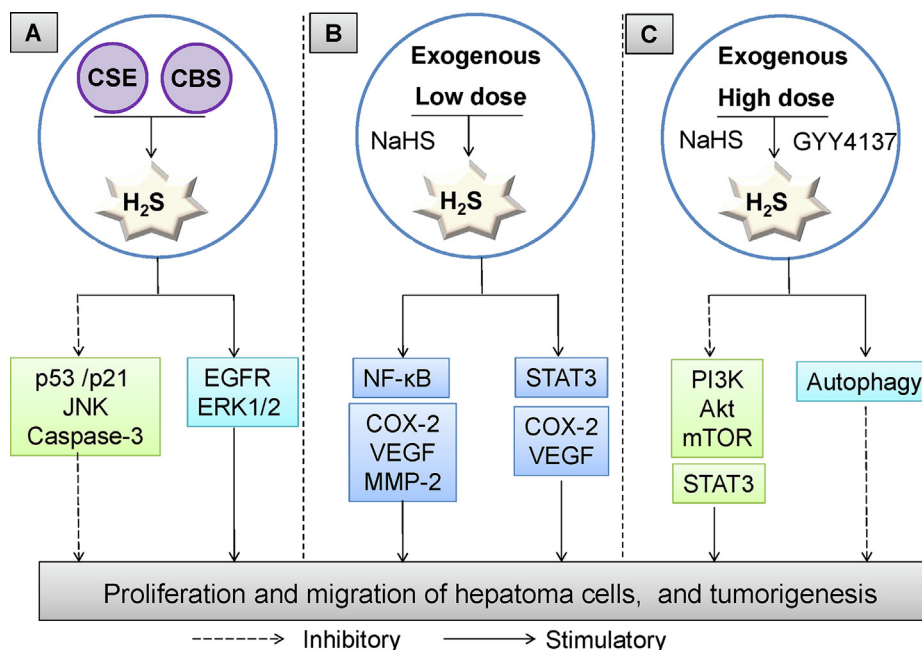 A
CSE
CBS
H₂S
p53 /p21
JNK
Caspase-3
EGFR
ERK1/2
B
Exogenous
Low dose
NaHS
H₂S
NF-κB
COX-2
VEGF
MMP-2
STAT3
COX-2
VEGF
C
Exogenous
High dose
NaHS
GYY4137
H₂S
PI3K
Akt
mTOR
STAT3
Autophagy
Proliferation and migration of hepatoma cells, and tumorigenesis
Inhibitory
Stimulatory